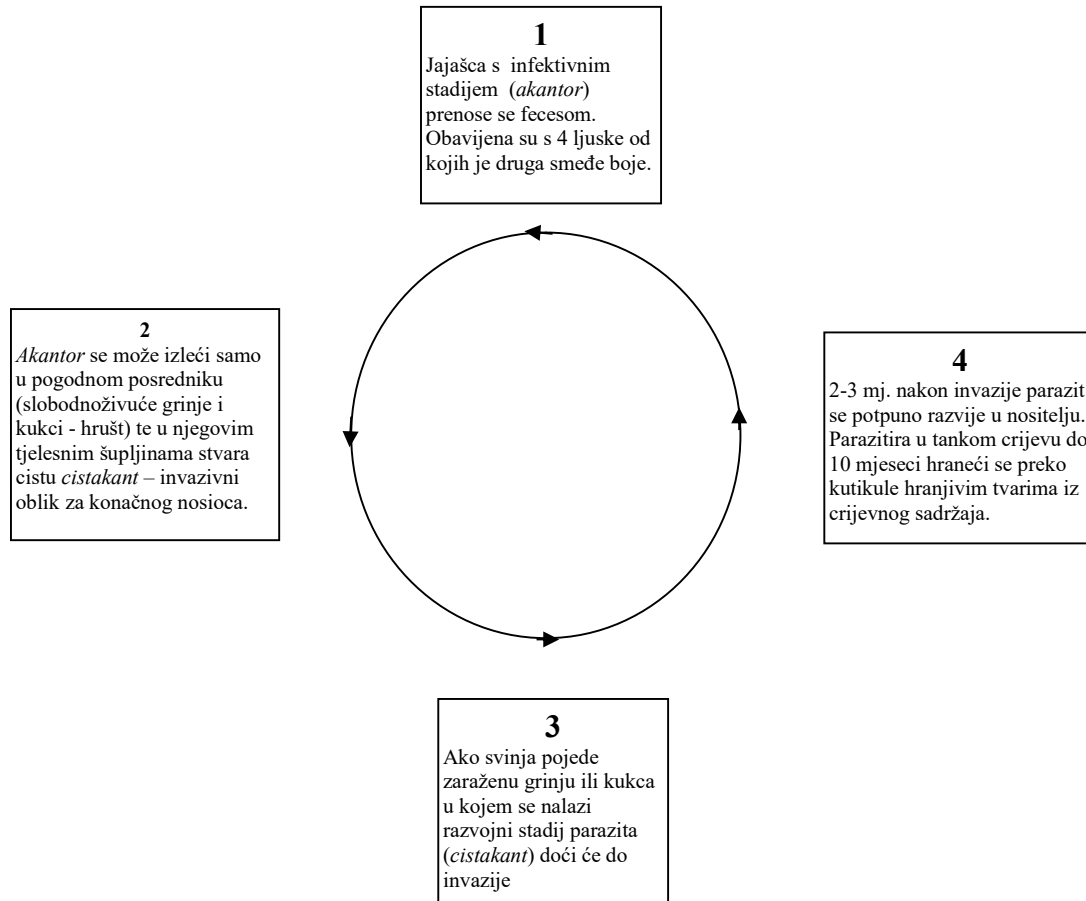 1
Jajašca s  infektivnim
stadijem  (akantor)
prenose se fecesom.
Obavijena su s 4 ljuske od
kojih je druga smeđe boje.
2
Akantor se može izleći samo
u pogodnom posredniku
(slobodnoživuće grinje i
kukci - hrušt) te u njegovim
tjelesnim šupljinama stvara
cistu cistakant – invazivni
oblik za konačnog nosioca.
4
2-3 mj. nakon invazije parazit
se potpuno razvije u nositelju.
Parazitira u tankom crijevu do
10 mjeseci hraneći se preko
kutikule hranjivim tvarima iz
crijevnog sadržaja.
3
Ako svinja pojede
zaraženu grinju ili kukca
u kojem se nalazi
razvojni stadij parazita
(cistakant) doći će do
invazije